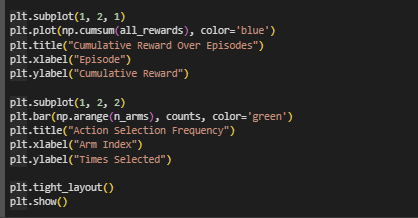 plt.subplot(1, 2, 1)
plt.plot(np.cumsum(all_rewards), color='blue')
plt.title("Cumulative Reward Over Episodes")
plt.xlabel("Episode")
plt.ylabel("Cumulative Reward")
plt.subplot(1, 2, 2)
plt.bar(np.arange(n_arms), counts, color='green')
plt.title("Action Selection Frequency")
plt.xlabel("Arm Index")
plt.ylabel("Times Selected")
plt.tight_layout()
plt.show()